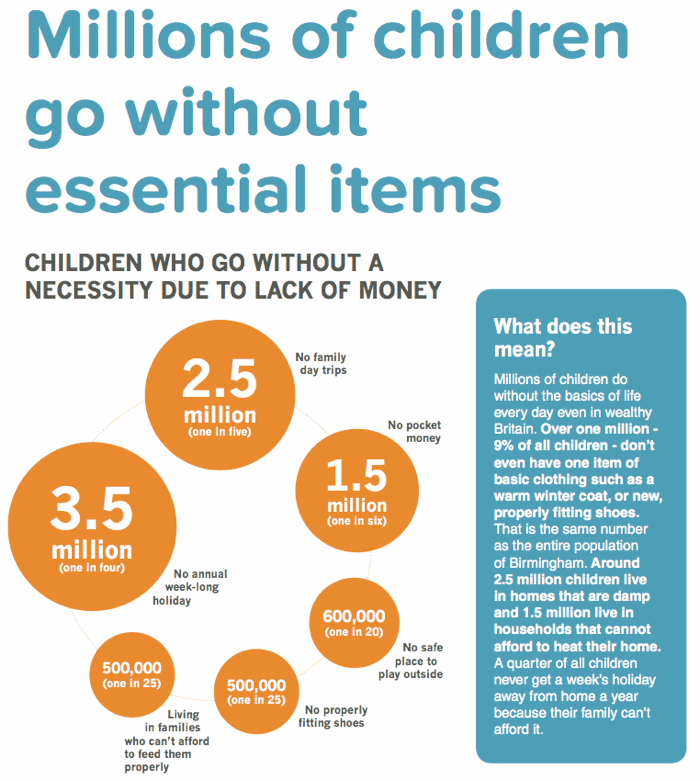 Millions of children
go without
essential items
CHILDREN WHO GO WITHOUT A
NECESSITY DUE TO LACK OF MONEY
2.5
million
(one in five)
No family
day trips
No pocket
money
1.5
million
(one in six)
3.5
million
(one in four)
No annual
week-long
holiday
600,000
(one in 20)
No safe
place to
play outside
500,000
(one in 25)
No properly
fitting shoes
500,000
(one in 25)
Living
in families
who can't afford
to feed them
properly
What does this
mean?
Millions of children do
without the basics of life
every day even in wealthy
Britain. Over one million -
9% of all children - don't
even have one item of
basic clothing such as a
warm winter coat, or new,
properly fitting shoes.
That is the same number
as the entire population
of Birmingham. Around
2.5 million children live
in homes that are damp
and 1.5 million live in
households that cannot
afford to heat their home.
A quarter of all children
never get a week's holiday
away from home a year
because their family can't
afford it.